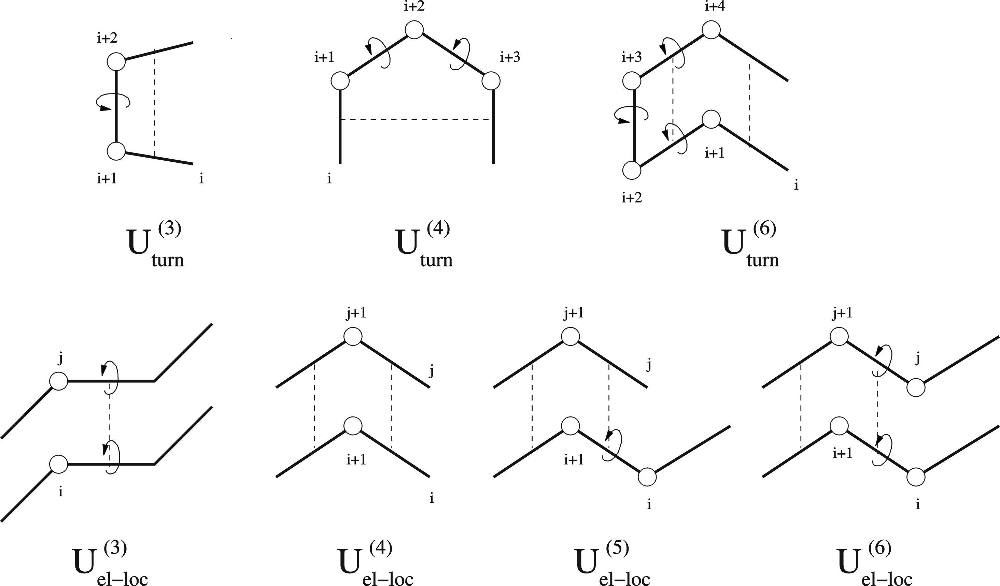 i+2
i+1
i
U (3) turn
i+2
i+1
i+3
i
U (4) turn
i+4
i+3
i+1
i
i+2
U (6) turn
j
i
U (3) el−loc
j+1
j
i+1
i
U (4) el−loc
j+1
j
i+1
i
U (5) el−loc
j+1
j
i+1
i
U (6) el−loc